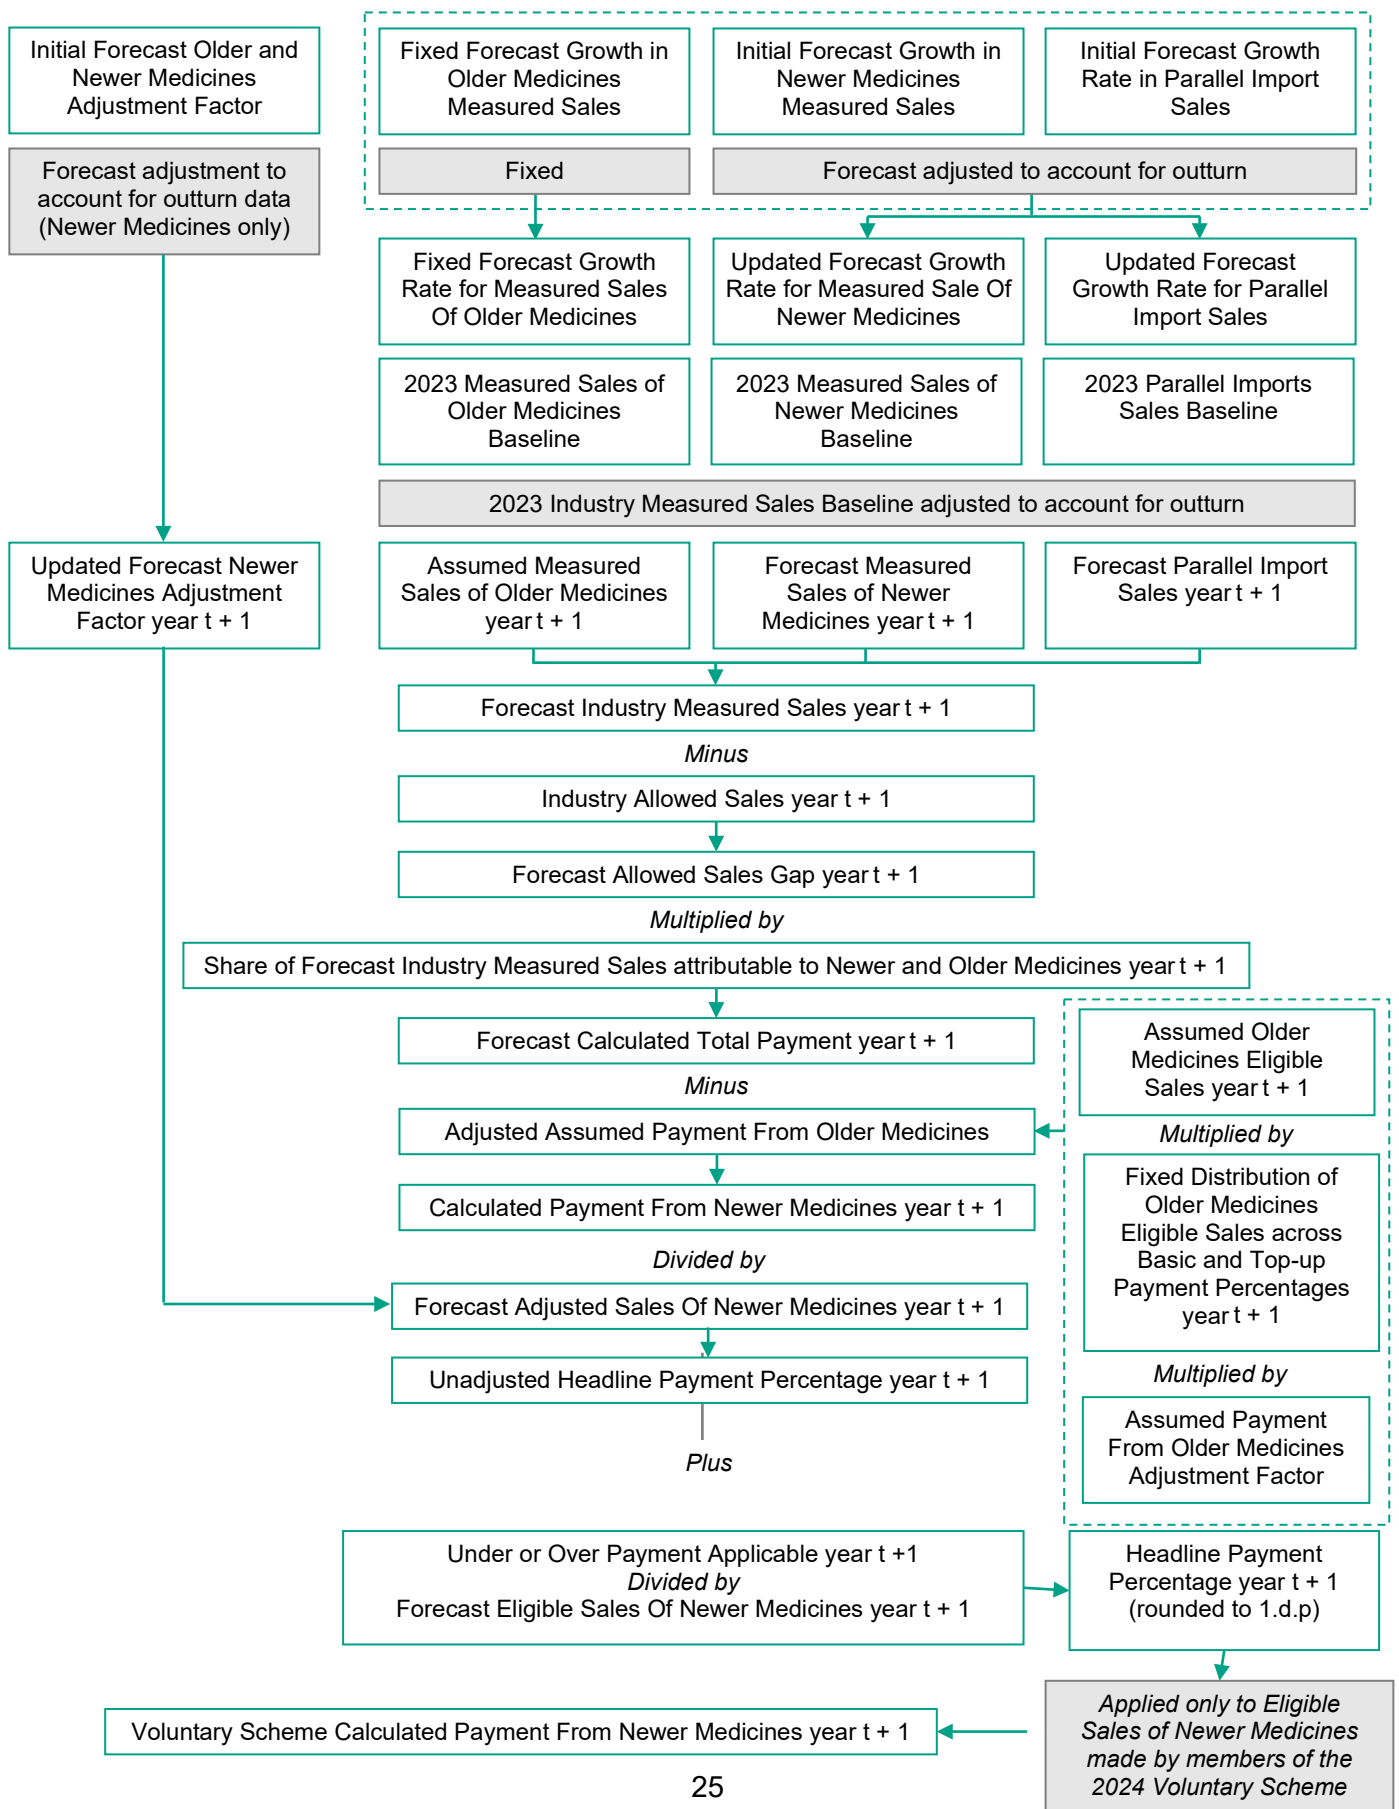 Initial Forecast Older and
Newer Medicines
Adjustment Factor
Fixed Forecast Growth in
Older Medicines
Measured Sales
Initial Forecast Growth in
Newer Medicines
Measured Sales
Initial Forecast Growth
Rate in Parallel Import
Sales
Forecast adjustment to
account for outturn data
(Newer Medicines only)
Fixed
Forecast adjusted to account for outturn
Fixed Forecast Growth
Rate for Measured Sales
Of Older Medicines
Updated Forecast Growth
Rate for Measured Sale Of
Newer Medicines
Updated Forecast
Growth Rate for Parallel
Import Sales
2023 Measured Sales of
Older Medicines
Baseline
2023 Measured Sales of
Newer Medicines
Baseline
2023 Parallel Imports
Sales Baseline
2023 Industry Measured Sales Baseline adjusted to account for outturn
Updated Forecast Newer
Medicines Adjustment
Factor year t + 1
Assumed Measured
Sales of Older Medicines
year t + 1
Forecast Measured
Sales of Newer
Medicines year t + 1
Forecast Parallel Import
Sales year t + 1
Forecast Industry Measured Sales year t + 1
Minus
Industry Allowed Sales year t + 1
Forecast Allowed Sales Gap year t + 1
Multiplied by
Share of Forecast Industry Measured Sales attributable to Newer and Older Medicines year t + 1
Forecast Calculated Total Payment year t + 1
Minus
Adjusted Assumed Payment From Older Medicines
Calculated Payment From Newer Medicines year t + 1
Divided by
Forecast Adjusted Sales Of Newer Medicines year t + 1
Unadjusted Headline Payment Percentage year t + 1
Plus
Assumed Older
Medicines Eligible
Sales year t + 1
Multiplied by
Fixed Distribution of
Older Medicines
Eligible Sales across
Basic and Top-up
Payment Percentages
year t + 1
Multiplied by
Assumed Payment
From Older Medicines
Adjustment Factor
Under or Over Payment Applicable year t +1
Divided by
Forecast Eligible Sales Of Newer Medicines year t + 1
Headline Payment
Percentage year t + 1
(rounded to 1.d.p)
Applied only to Eligible
Sales of Newer Medicines
made by members of the
2024 Voluntary Scheme
Voluntary Scheme Calculated Payment From Newer Medicines year t + 1
25